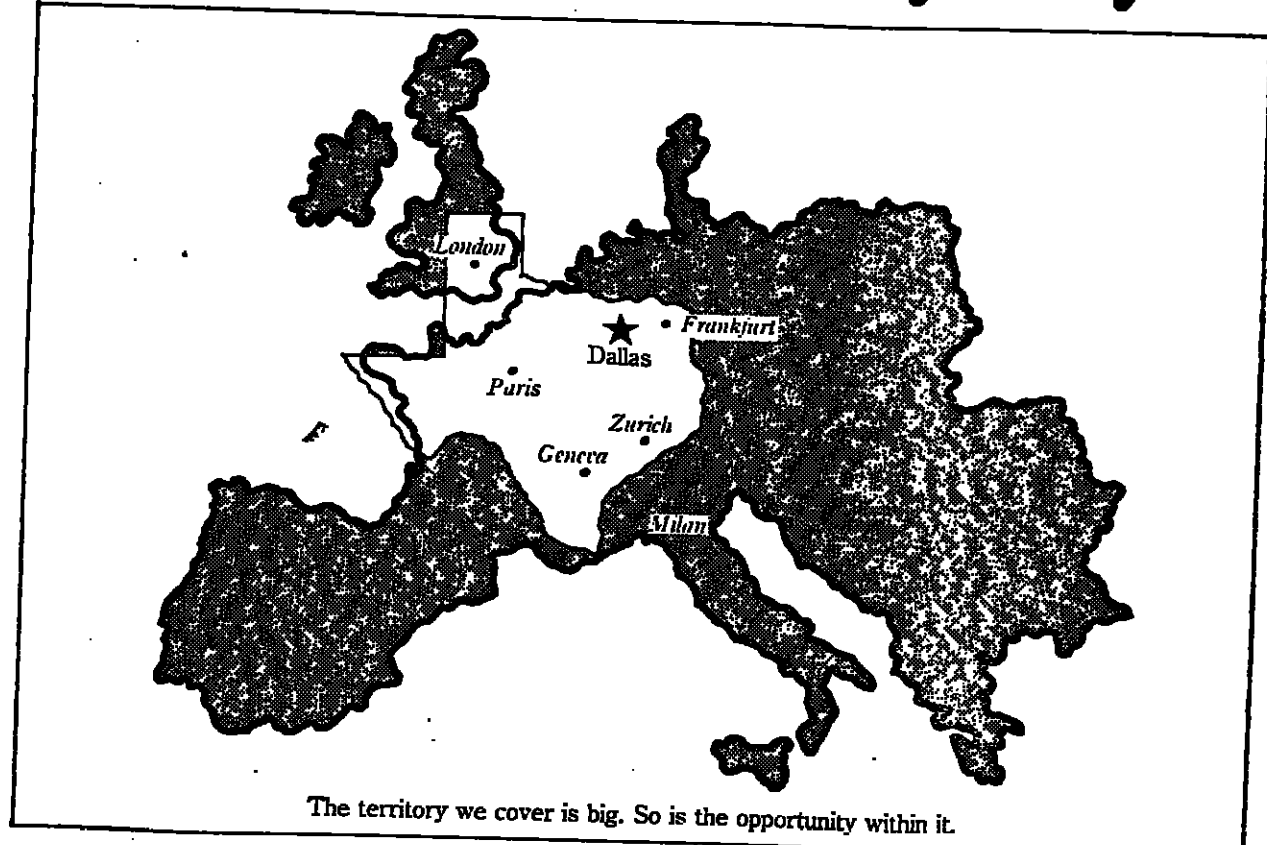 London
Frankfurt
Dallas
Paris
Zurich
Geneva
Milan
The territory we cover is big. So is the opportunity within it.